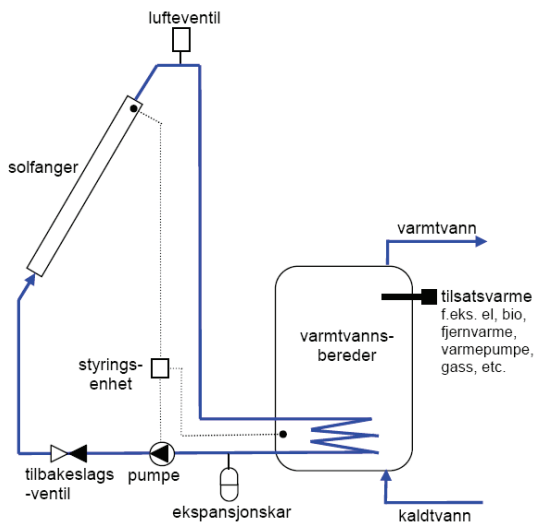 lufteventil
solfanger
varmtvann
tilsatsvarme
f.eks. el, bio,
fjernvarme,
varmepumpe,
gass, etc.
varmtvanns-
bereder
styrings-
enhet
tilbakeslags
-ventil
pumpe
ekspansjonskar
kaldtvann